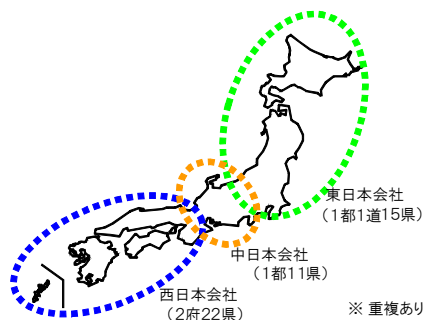 東日本会社
（1都1道15県）
中日本会社
（1都11県）
西日本会社
（2府22県）
※ 重複あり